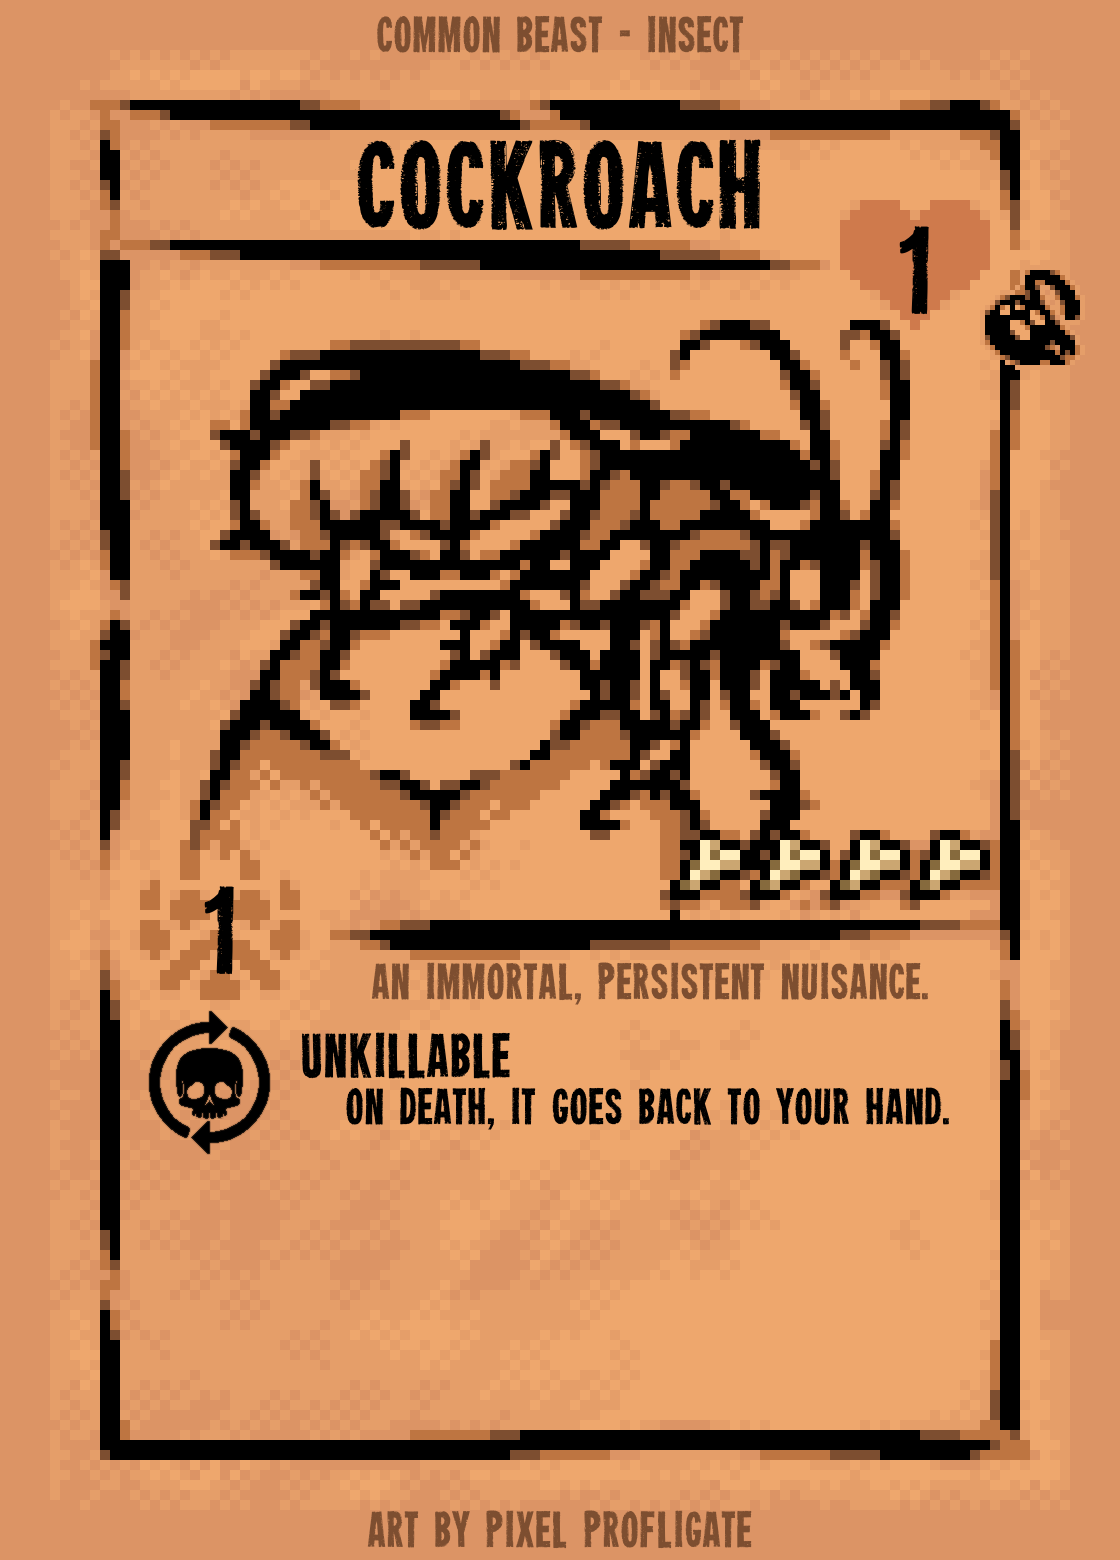 COMMON BEAST - INSECT
COCKROACH
1
1
AN IMMORTAL, PERSISTENT NUISANCE.
UNKILLABLE
ON DEATH, IT GOES BACK TO YOUR HAND.
ART BY PIXEL PROFLIGATE